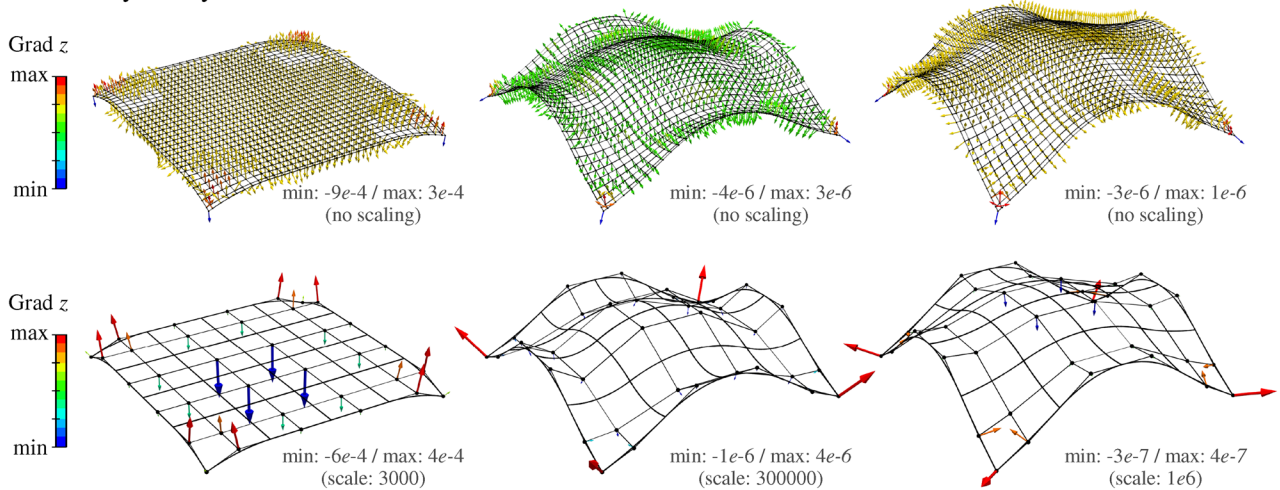 Grad z
max
min
min: -9e-4 / max: 3e-4
(no scaling)
min: -4e-6 / max: 3e-6
(no scaling)
min: -3e-6 / max: 1e-6
(no scaling)
Grad z
max
min
min: -6e-4 / max: 4e-4
(scale: 3000)
min: -1e-6 / max: 4e-6
(scale: 300000)
min: -3e-7 / max: 4e-7
(scale: 1e6)